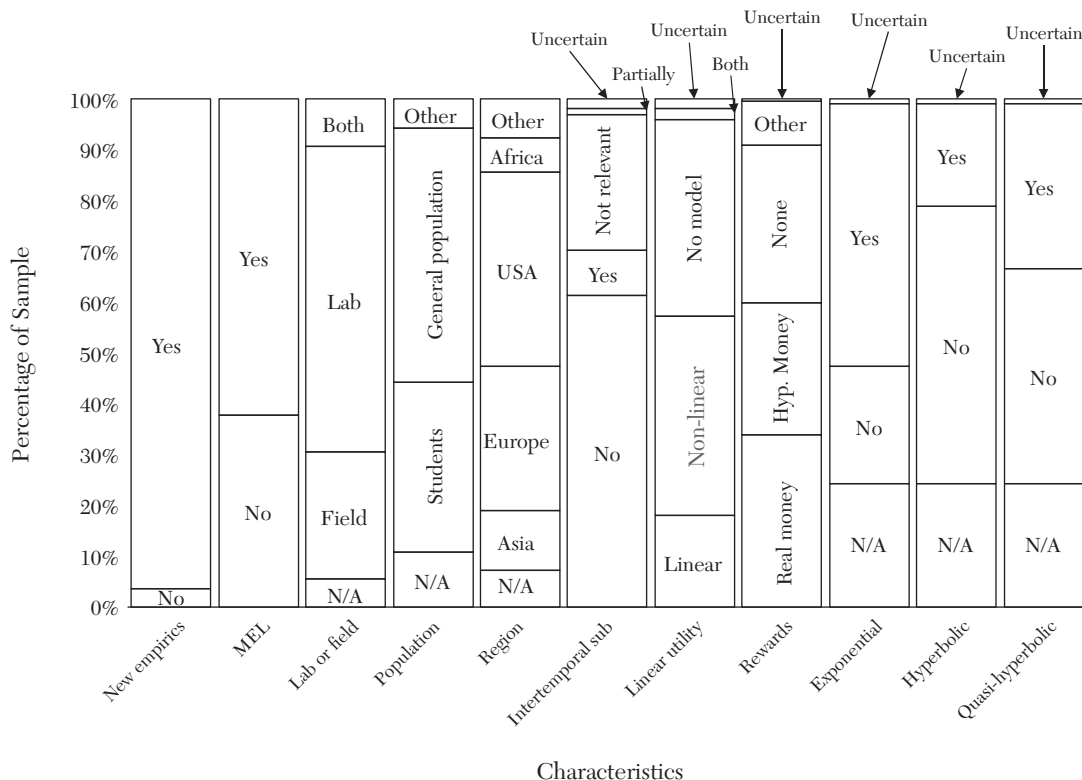 Uncertain
Uncertain
Uncertain
Uncertain
Uncertain
Uncertain
Partially
Both
Percentage of Sample
100%
90%
80%
70%
60%
50%
40%
30%
20%
10%
0%
Yes
No
Yes
No
Both
Lab
Field
N/A
Other
General population
Students
N/A
Other
Africa
USA
Europe
Asia
N/A
Not relevant
Yes
No
No model
Non-linear
Linear
Other
None
Hyp. Money
Real money
Yes
No
N/A
Yes
No
N/A
Yes
No
N/A
New empirics
MEL
Lab or field
Population
Region
Intertemporal sub
Linear utility
Rewards
Exponential
Hyperbolic
Quasi-hyperbolic
Characteristics